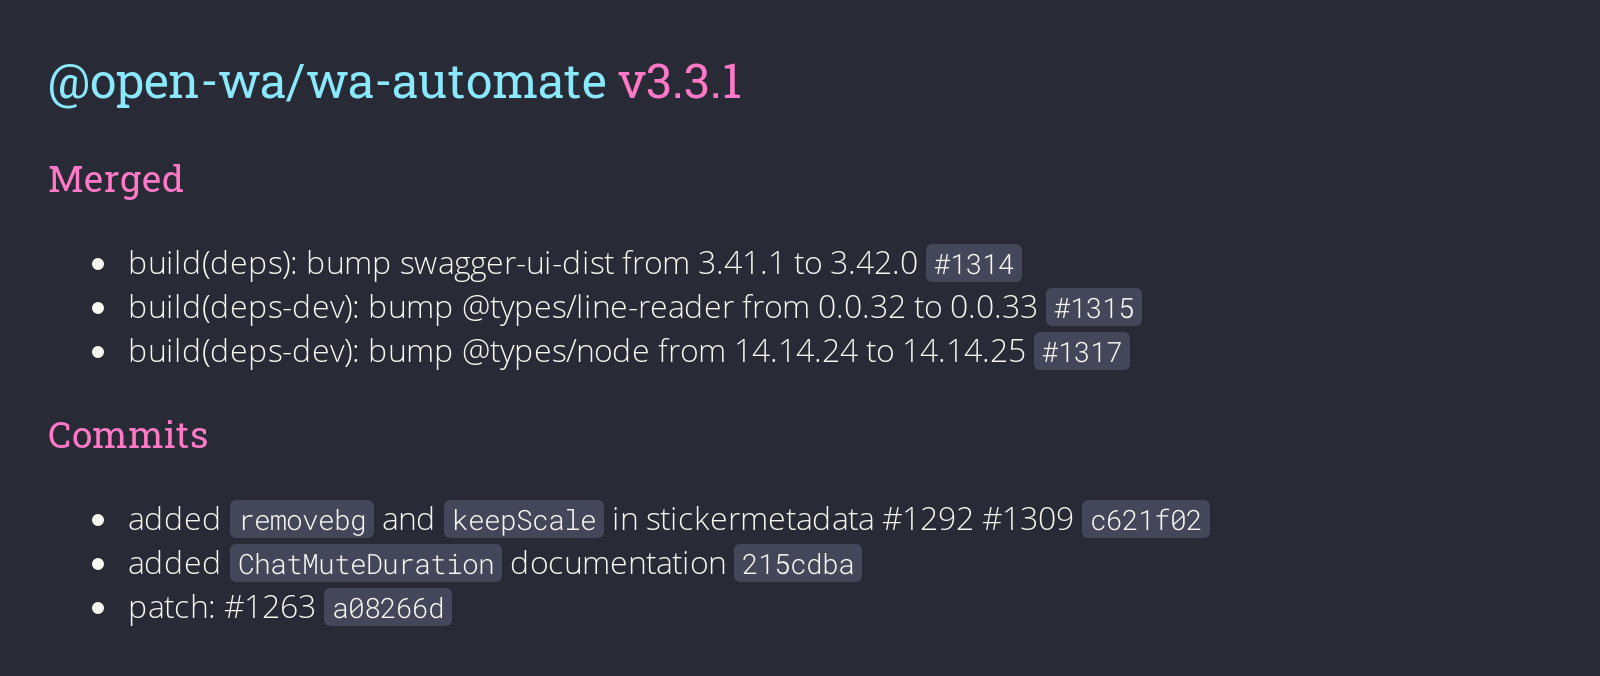 @open-wa/wa-automate v3.3.1
Merged
build(deps): bump swagger-ui-dist from 3.41.1 to 3.42.0 #1314
build(deps-dev): bump @types/line-reader from 0.0.32 to 0.0.33 #1315
build(deps-dev): bump @types/node from 14.14.24 to 14.14.25 #1317
Commits
added removebg and keepScale in stickermetadata #1292 #1309 c621f02
added ChatMuteDuration documentation 215cdba
patch: #1263 a08266d